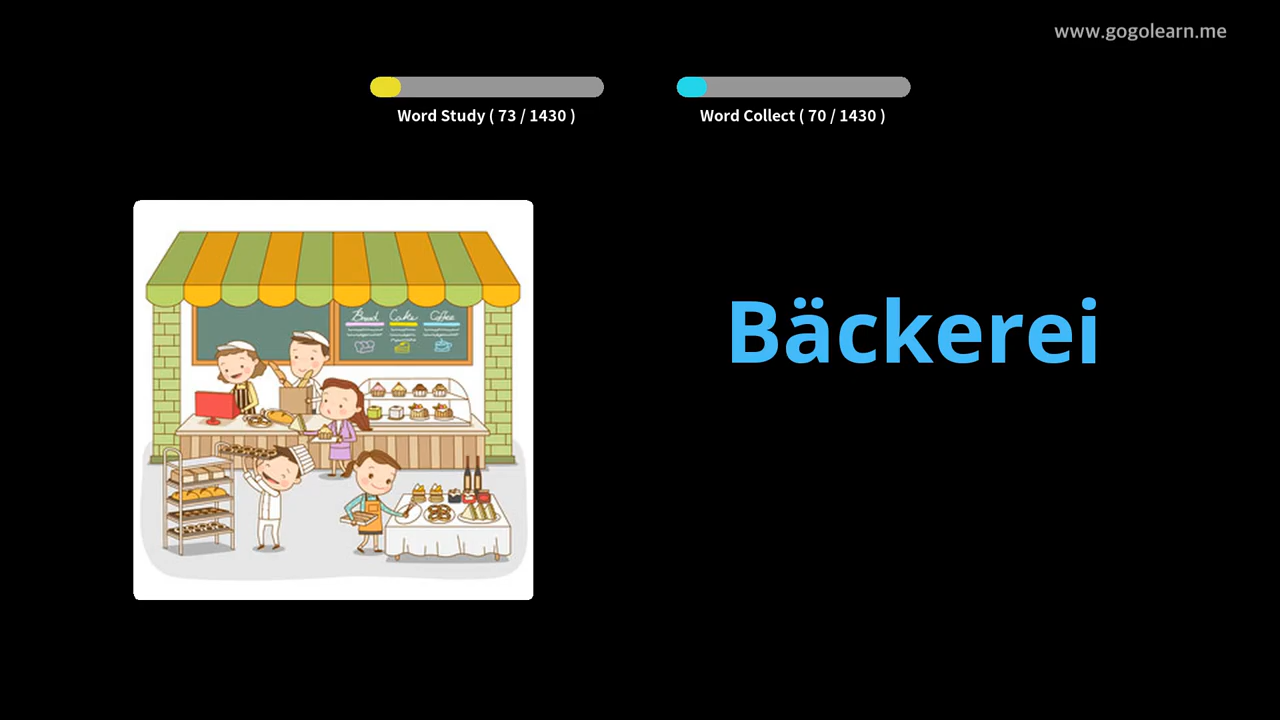 www.gogolearn.me
Word Study ( 73 / 1430 )
Word Collect ( 70 / 1430 )
Bread Cake Coffee
Bäckerei